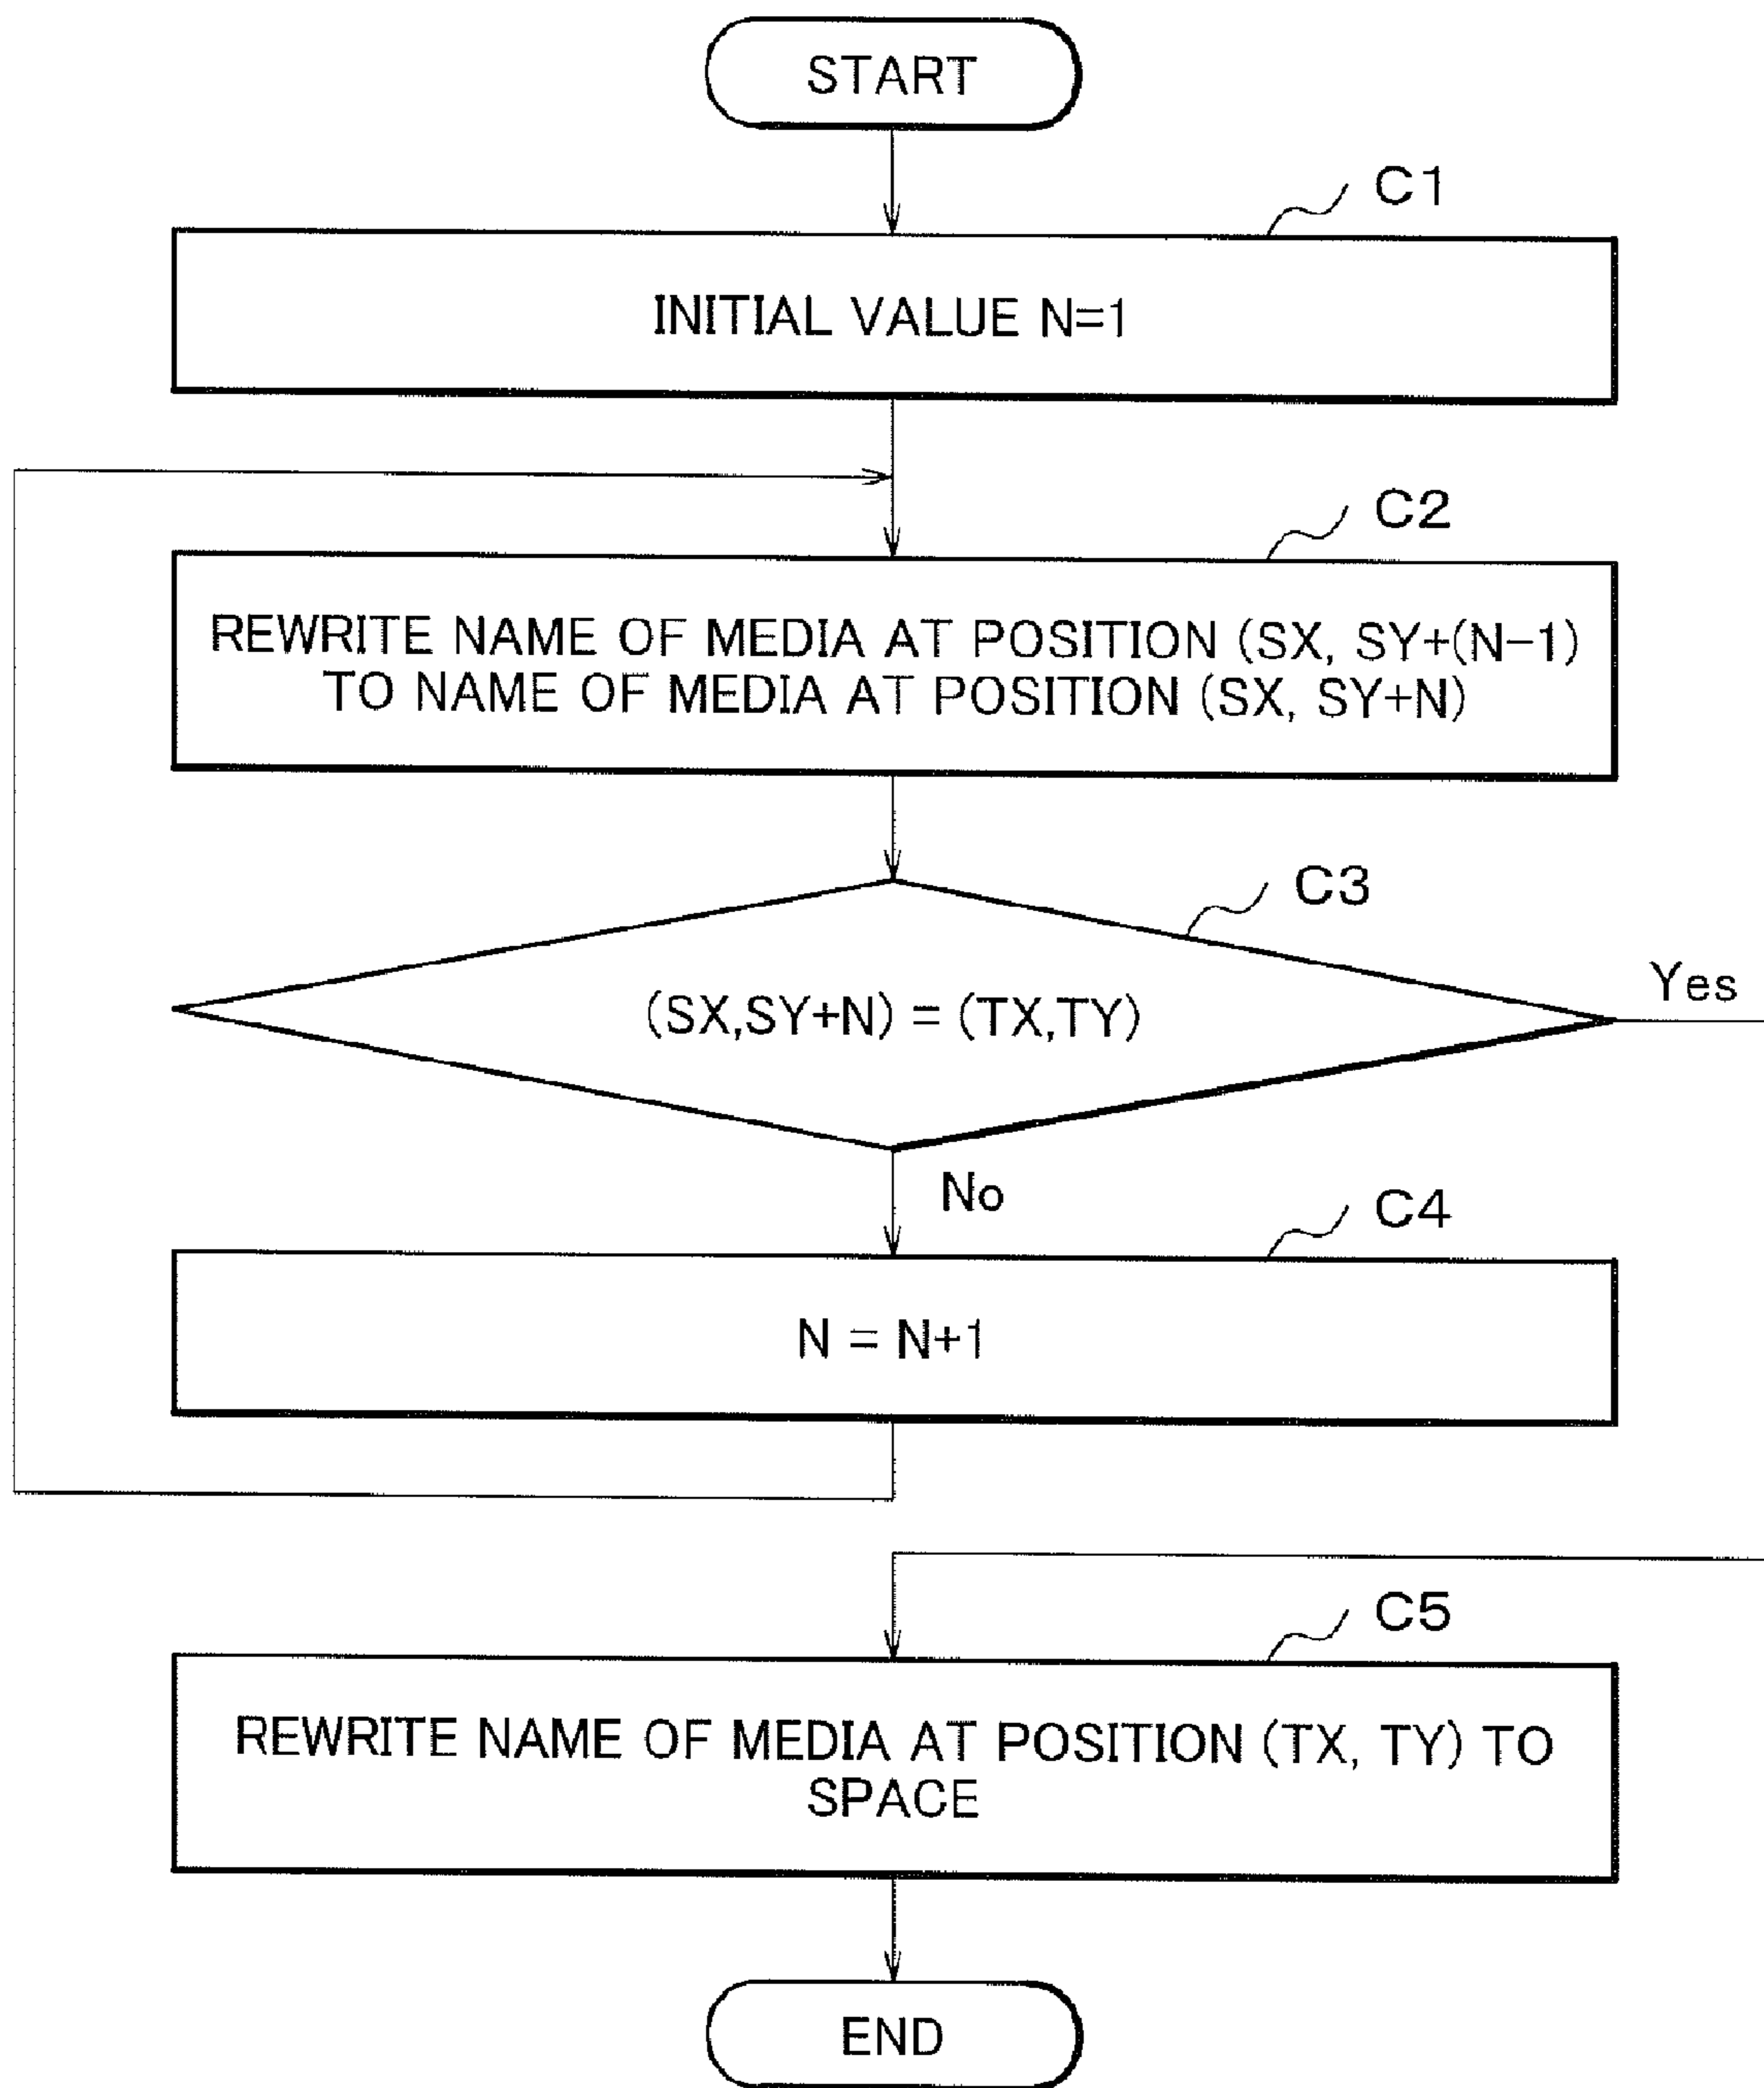 START
C1
INITIAL VALUE N=1
C2
REWRITE NAME OF MEDIA AT POSITION (SX, SY+(N-1)
TO NAME OF MEDIA AT POSITION (SX, SY+N)
C3
(SX,SY+N) = (TX,TY)
Yes
No
C4
N = N+1
C5
REWRITE NAME OF MEDIA AT POSITION (TX, TY) TO
SPACE
END